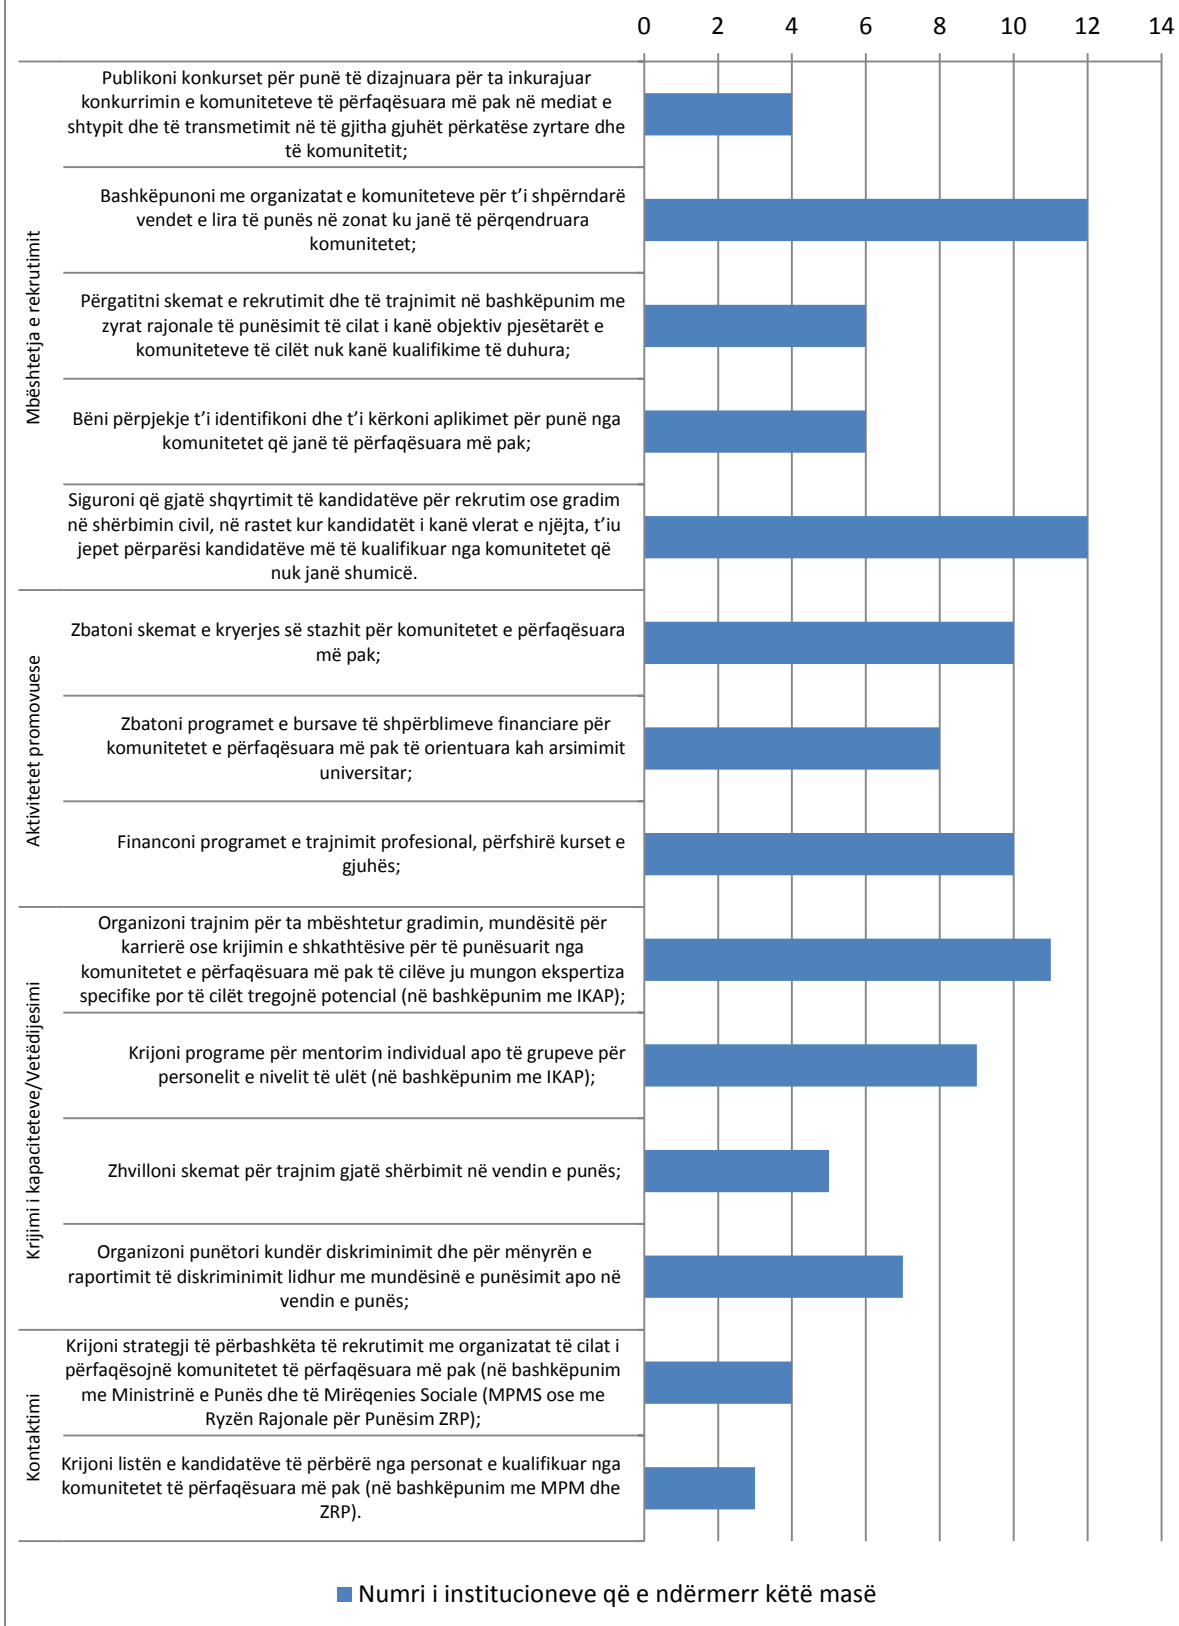 0 2 4 6 8 10 12 14
Mbështetja e rekrutimit
Publikoni konkurset për punë të dizajnuara për ta inkurajuar
konkurrimin e komuniteteve të përfaqësuara më pak në mediat e
shtypit dhe të transmetimit në të gjitha gjuhët përkatëse zyrtare dhe
të komunitetit;
Bashkëpunoni me organizatat e komuniteteve për t’i shpërndarë
vendet e lira të punës në zonat ku janë të përqendruara
komunitetet;
Përgatitni skemat e rekrutimit dhe të trajnimit në bashkëpunim me
zyrat rajonale të punësimit të cilat i kanë objektiv pjesëtarët e
komuniteteve të cilët nuk kanë kualifikime të duhura;
Bëni përpjekje t’i identifikoni dhe t’i kërkoni aplikimet për punë nga
komunitetet që janë të përfaqësuara më pak;
Siguroni që gjatë shqyrtimit të kandidatëve për rekrutim ose gradim
në shërbimin civil, në rastet kur kandidatët i kanë vlerat e njëjta, t’iu
jepet përparësi kandidatëve më të kualifikuar nga komunitetet që
nuk janë shumicë.
Aktivitetet promovuese
Zbatoni skemat e kryerjes së stazhit për komunitetet e përfaqësuara
më pak;
Zbatoni programet e bursave të shpërblimeve financiare për
komunitetet e përfaqësuara më pak të orientuara kah arsimimit
universitar;
Financoni programet e trajnimit profesional, përfshirë kurset e
gjuhës;
Krijimi i kapaciteteve/Vetëdijesimi
Organizoni trajnim për ta mbështetur gradimin, mundësitë për
karrierë ose krijimin e shkathtësive për të punësuarit nga
komunitetet e përfaqësuara më pak të cilëve ju mungon ekspertiza
specifike por të cilët tregojnë potencial (në bashkëpunim me IKAP);
Krijoni programe për mentorim individual apo të grupeve për
personelit e nivelit të ulët (në bashkëpunim me IKAP);
Zhvilloni skemat për trajnim gjatë shërbimit në vendin e punës;
Organizoni punëtori kundër diskriminimit dhe për mënyrën e
raportimit të diskriminimit lidhur me mundësinë e punësimit apo në
vendin e punës;
Kontaktimi
Krijoni strategji të përbashkëta të rekrutimit me organizatat të cilat i
përfaqësojnë komunitetet të përfaqësuara më pak (në bashkëpunim
me Ministrinë e Punës dhe të Mirëqenies Sociale (MPMS ose me
Ryzën Rajonale për Punësim ZRP);
Krijoni listën e kandidatëve të përbërë nga personat e kualifikuar nga
komunitetet të përfaqësuara më pak (në bashkëpunim me MPM dhe
ZRP).
Numri i institucioneve që e ndërmerr këtë masë